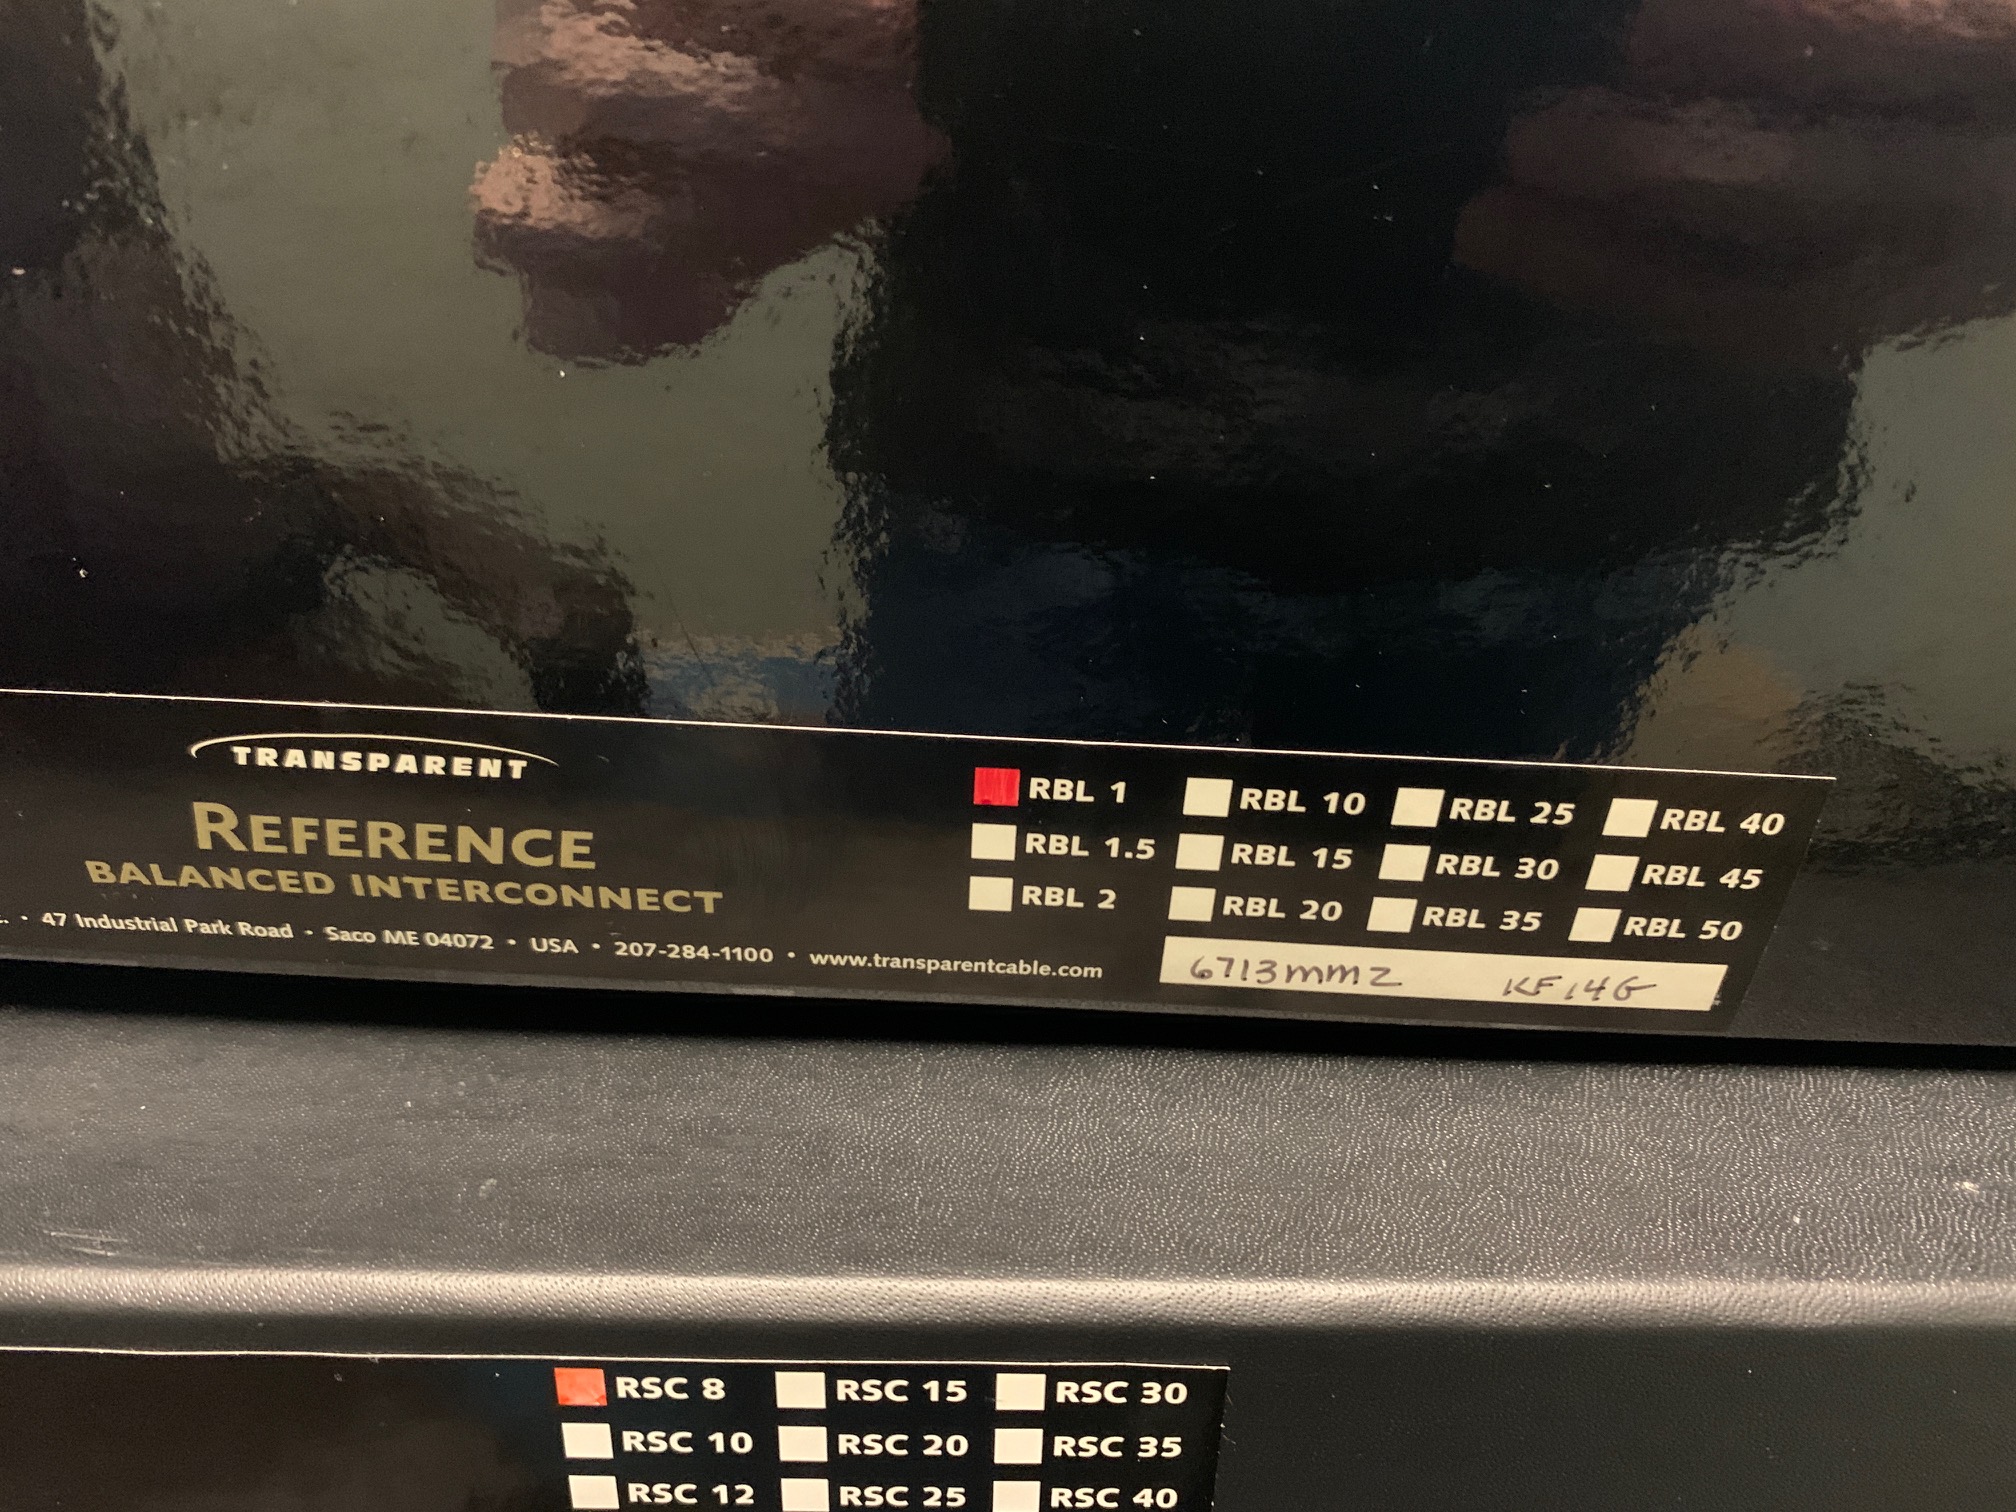 TRANSPARENT
REFERENCE
BALANCED INTERCONNECT
47 Industrial Park Road • Saco ME 04072 • USA • 207-284-1100 • www.transparentcable.com
RBL 1 RBL 10 RBL 25 RBL 40
RBL 1.5 RBL 15 RBL 30 RBL 45
RBL 2 RBL 20 RBL 35 RBL 50
6713mm2 KF14G
RSC 8 RSC 15 RSC 30
RSC 10 RSC 20 RSC 35
RSC 12 RSC 25 RSC 40